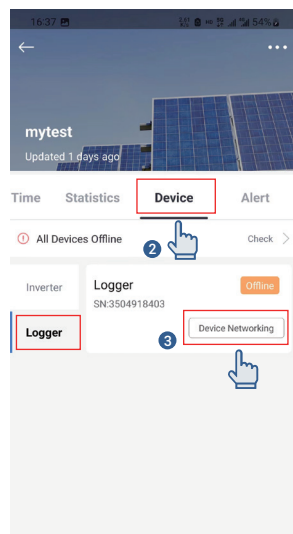 16:37
54%
mytest
Updated 1 days ago
Time Statistics Device Alert
All Devices Offline
Check
2
Inverter
Logger
Logger
Offline
SN:3504918403
3
Device Networking